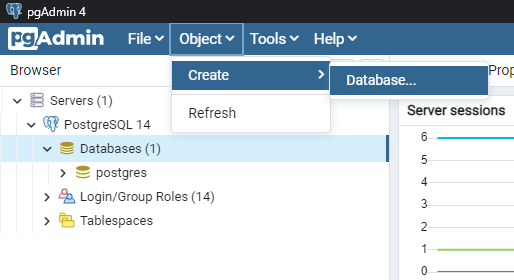 pgAdmin 4
pgAdmin File Object Tools Help
Browser
Create
Database...
Refresh
Servers (1)
PostgreSQL 14
Databases (1)
postgres
Login/Group Roles (14)
Tablespaces
Prop
Server sessions
6
5
4
3
2
1
0